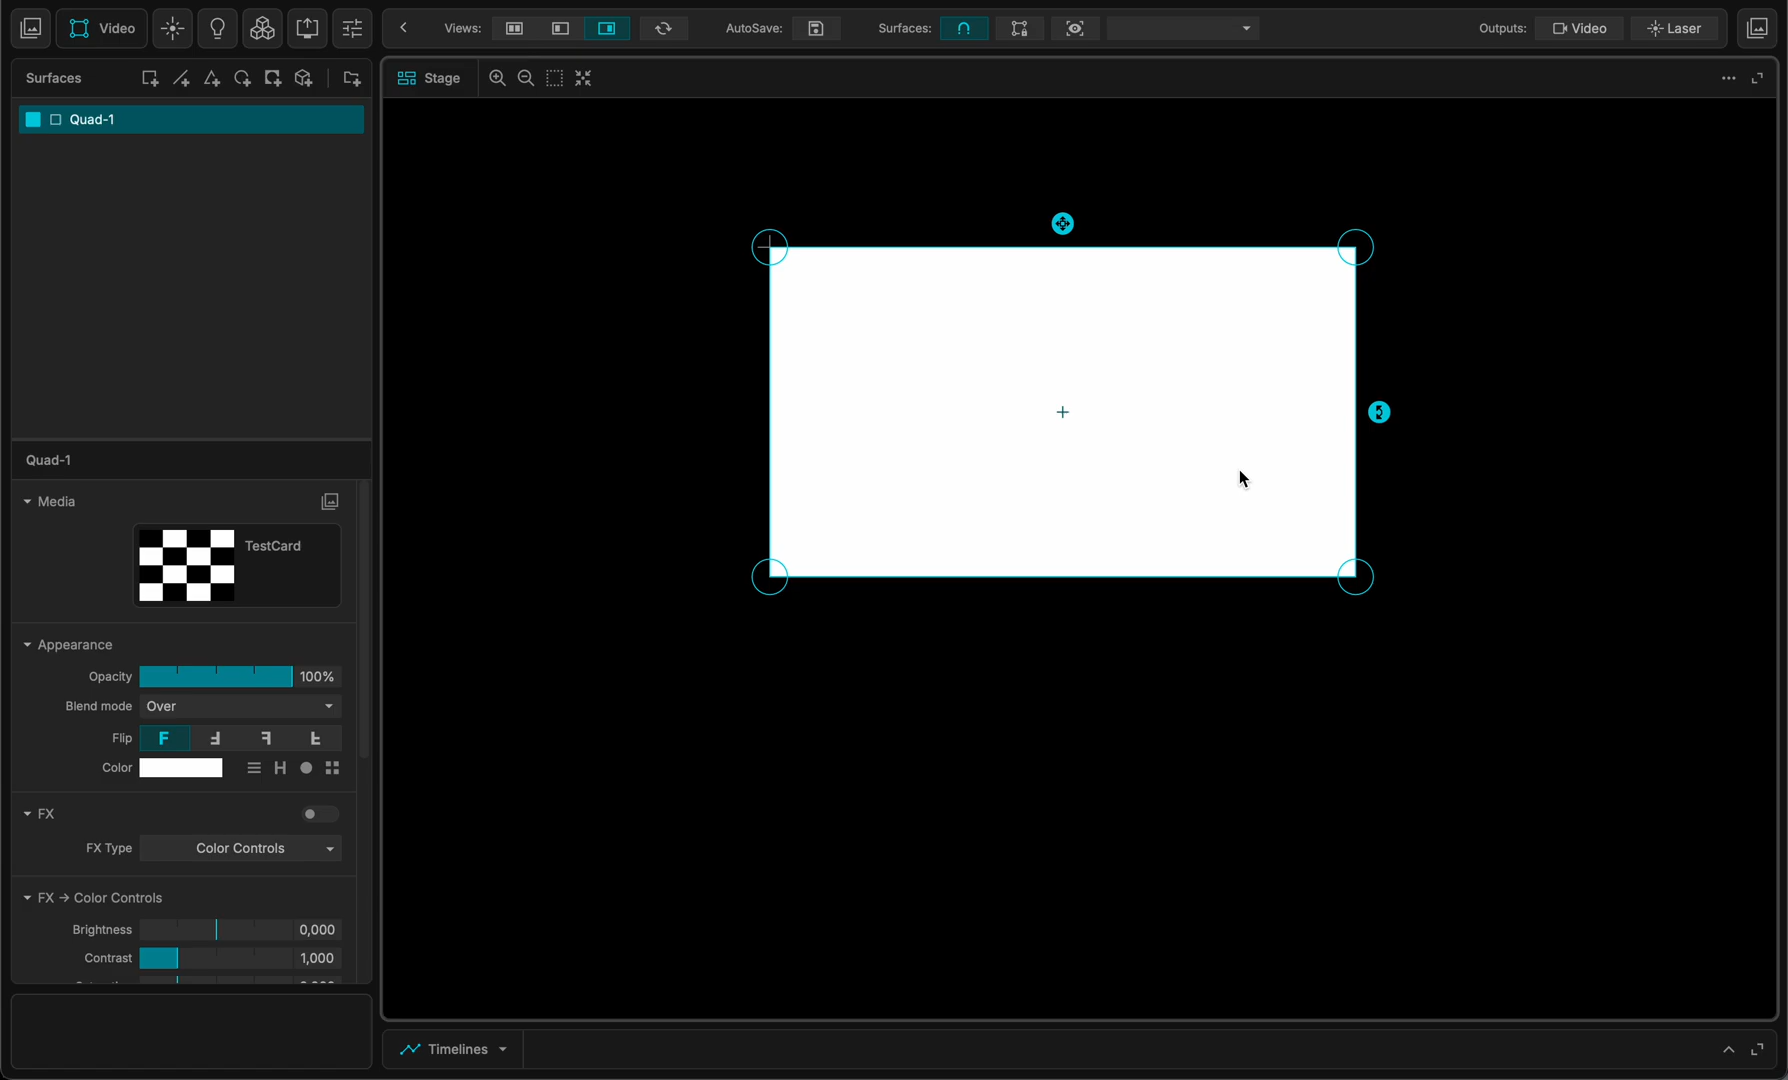 Video
Views:
AutoSave:
Surfaces:
Outputs:
Video
Laser
Surfaces
Stage
Quad-1
Quad-1
Media
TestCard
Appearance
Opacity 100%
Blend mode Over
Flip F
Color
FX
FX Type Color Controls
FX → Color Controls
Brightness 0,000
Contrast 1,000
Timelines